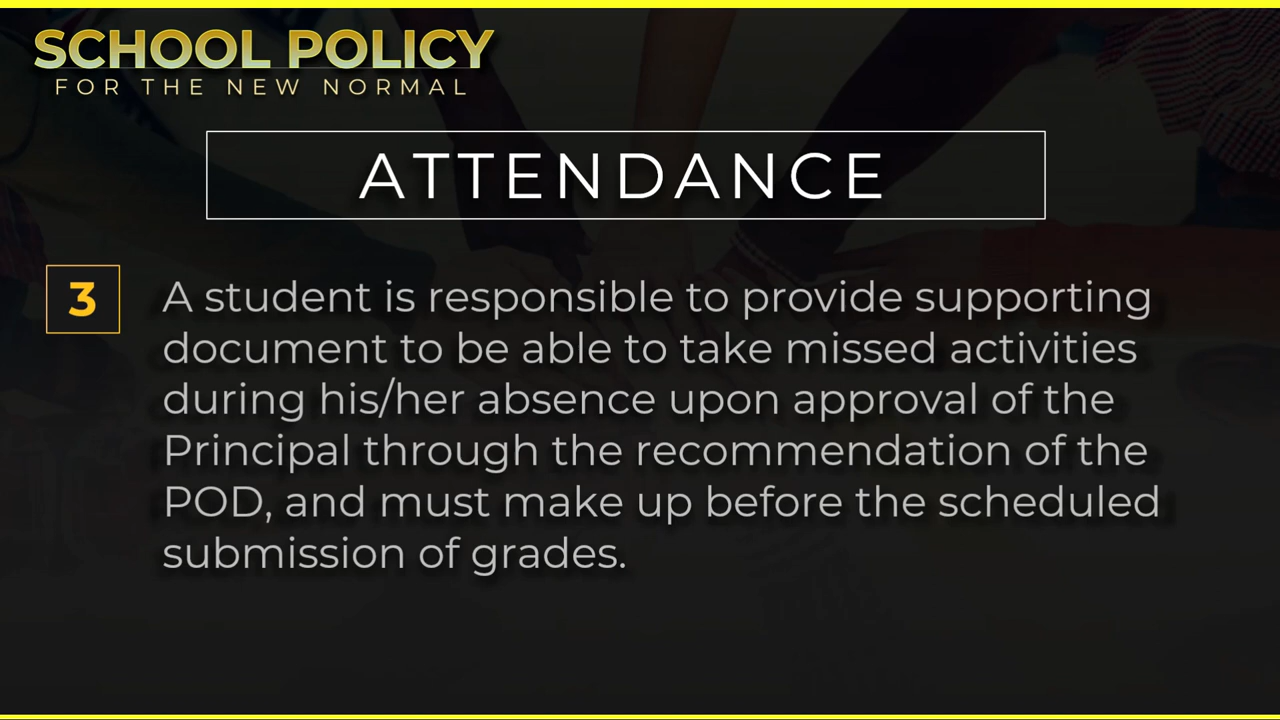 SCHOOL POLICY
FOR THE NEW NORMAL
ATTENDANCE
3
A student is responsible to provide supporting
document to be able to take missed activities
during his/her absence upon approval of the
Principal through the recommendation of the
POD, and must make up before the scheduled
submission of grades.